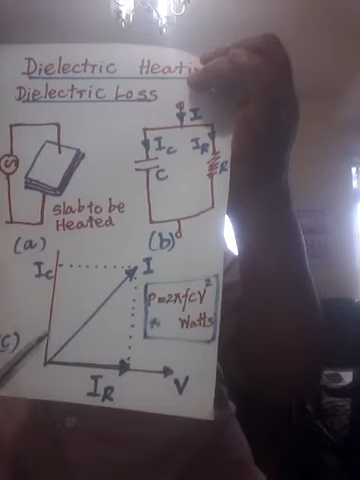 Dielectric Heati
Dielectric Loss
I
Ic
IR
C
R
S
Slab to be
Heated
(a)
(b)
Ic
I
P=2πfCV²
Watts
c)
IR
V